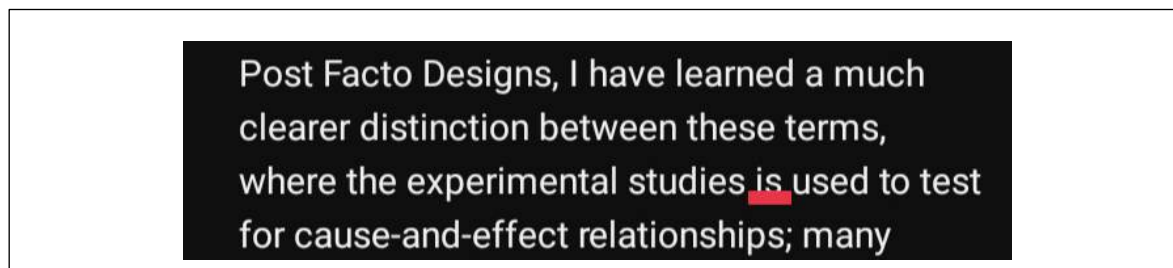 Post Facto Designs, I have learned a much
clearer distinction between these terms,
where the experimental studies is used to test
for cause-and-effect relationships; many